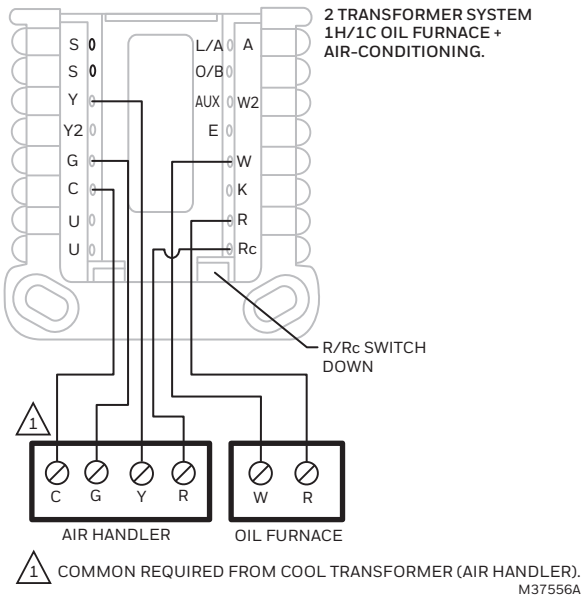 2 TRANSFORMER SYSTEM
1H/1C OIL FURNACE +
AIR-CONDITIONING.
S L/A A
S O/B
Y AUX W2
Y2 E
G W
C K
U R
U Rc
R/Rc SWITCH
DOWN
1
C G Y R W R
AIR HANDLER OIL FURNACE
1 COMMON REQUIRED FROM COOL TRANSFORMER (AIR HANDLER).
M37556A